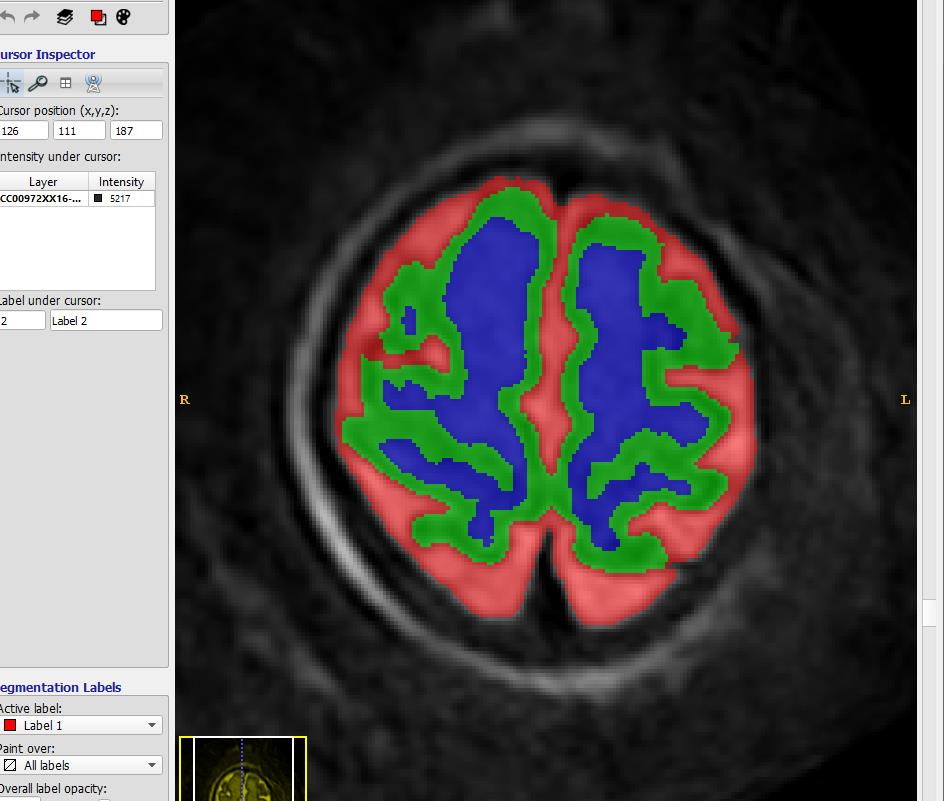 ursor Inspector
Cursor position (x,y,z):
126 111 187
ntensity under cursor:
Layer Intensity
CC00972XX16-... 5217
Label under cursor:
2 Label 2
R L
egmentation Labels
Active label:
Label 1
Paint over:
All labels
Overall label opacity: